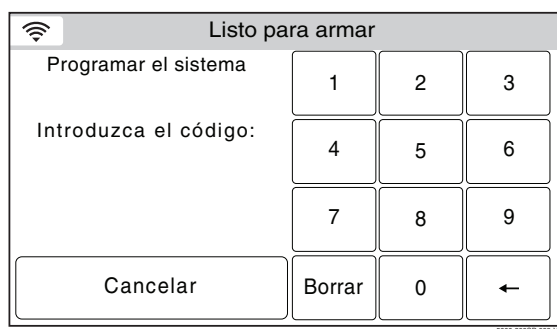 Listo para armar
Programar el sistema
Introduzca el código:
1 2 3
4 5 6
7 8 9
Cancelar Borrar 0 ←